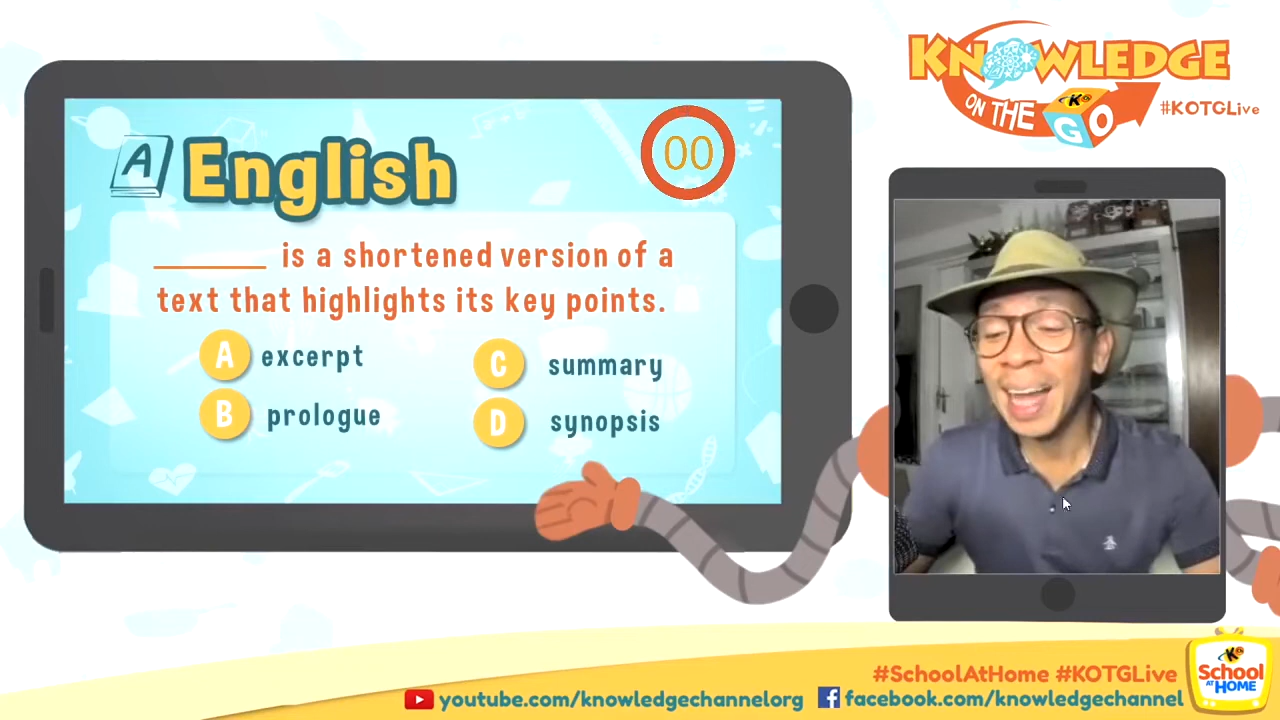 KNOWLEDGE
ON THE GO
#KOTGLive
A English
00
________ is a shortened version of a
text that highlights its key points.
A excerpt
B prologue
C summary
D synopsis
#SchoolAtHome #KOTGLive
youtube.com/knowledgechannelorg
facebook.com/knowledgechannel
K
School
AT HOME